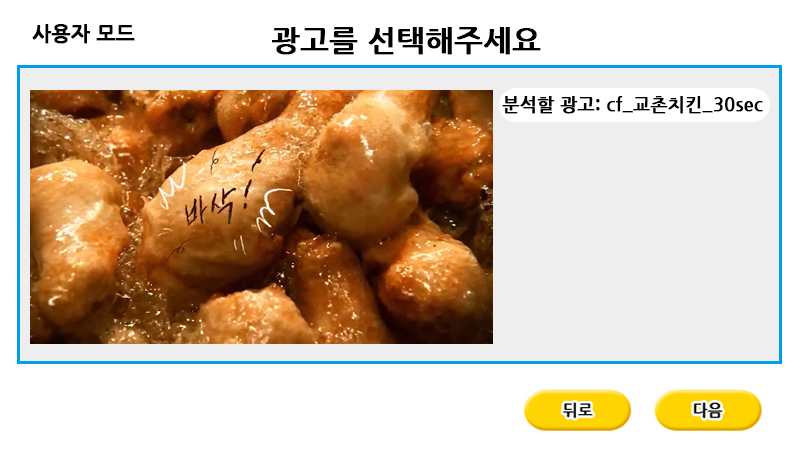 사용자 모드
광고를 선택해주세요
분석할 광고: cf_교촌치킨_30sec
바삭!
뒤로
다음